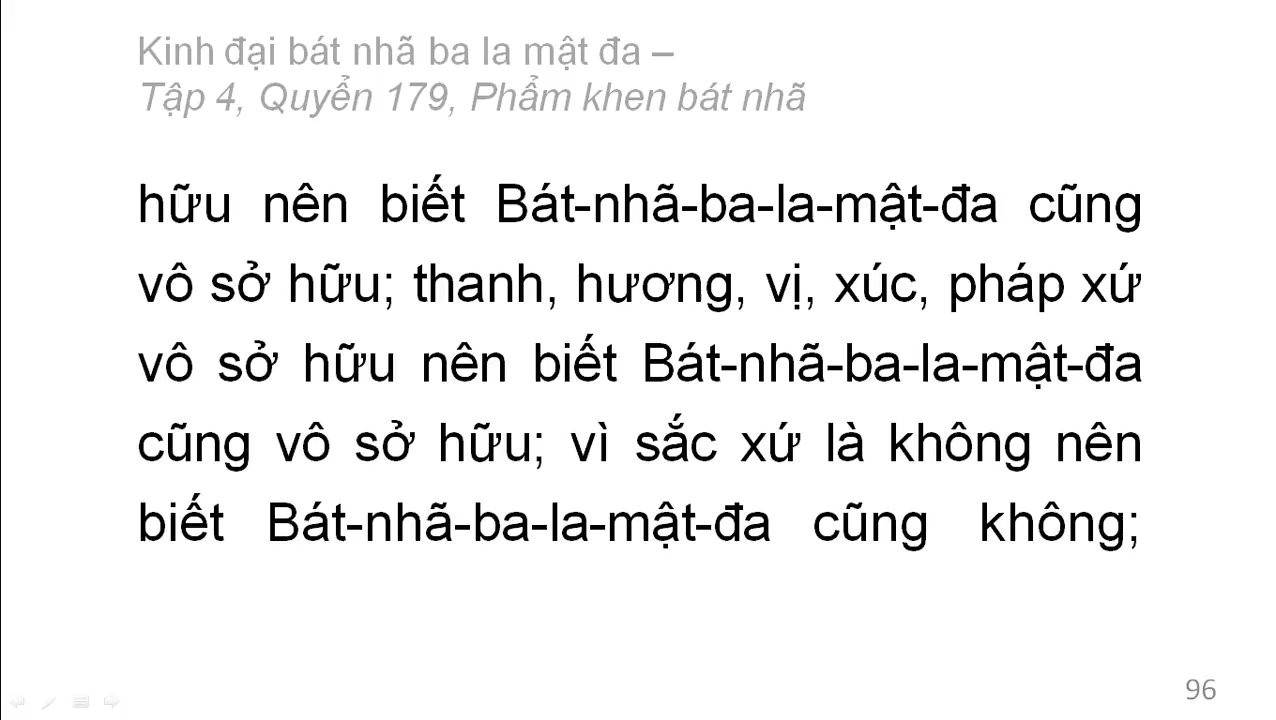 Kinh đại bát nhã ba la mật đa –
Tập 4, Quyển 179, Phẩm khen bát nhã
hữu nên biết Bát-nhã-ba-la-mật-đa cũng
vô sở hữu; thanh, hương, vị, xúc, pháp xứ
vô sở hữu nên biết Bát-nhã-ba-la-mật-đa
cũng vô sở hữu; vì sắc xứ là không nên
biết Bát-nhã-ba-la-mật-đa cũng không;
96